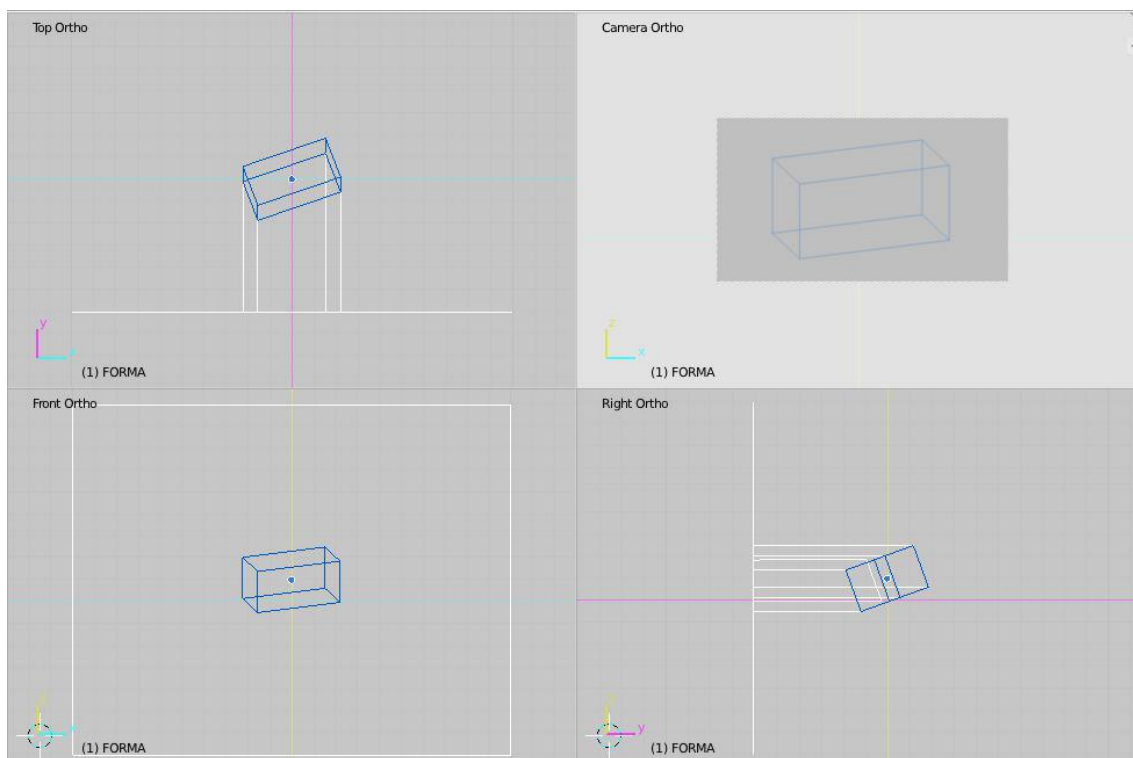 Top Ortho
y
x
(1) FORMA
Camera Ortho
z
x
(1) FORMA
Front Ortho
x
(1) FORMA
Right Ortho
y
(1) FORMA